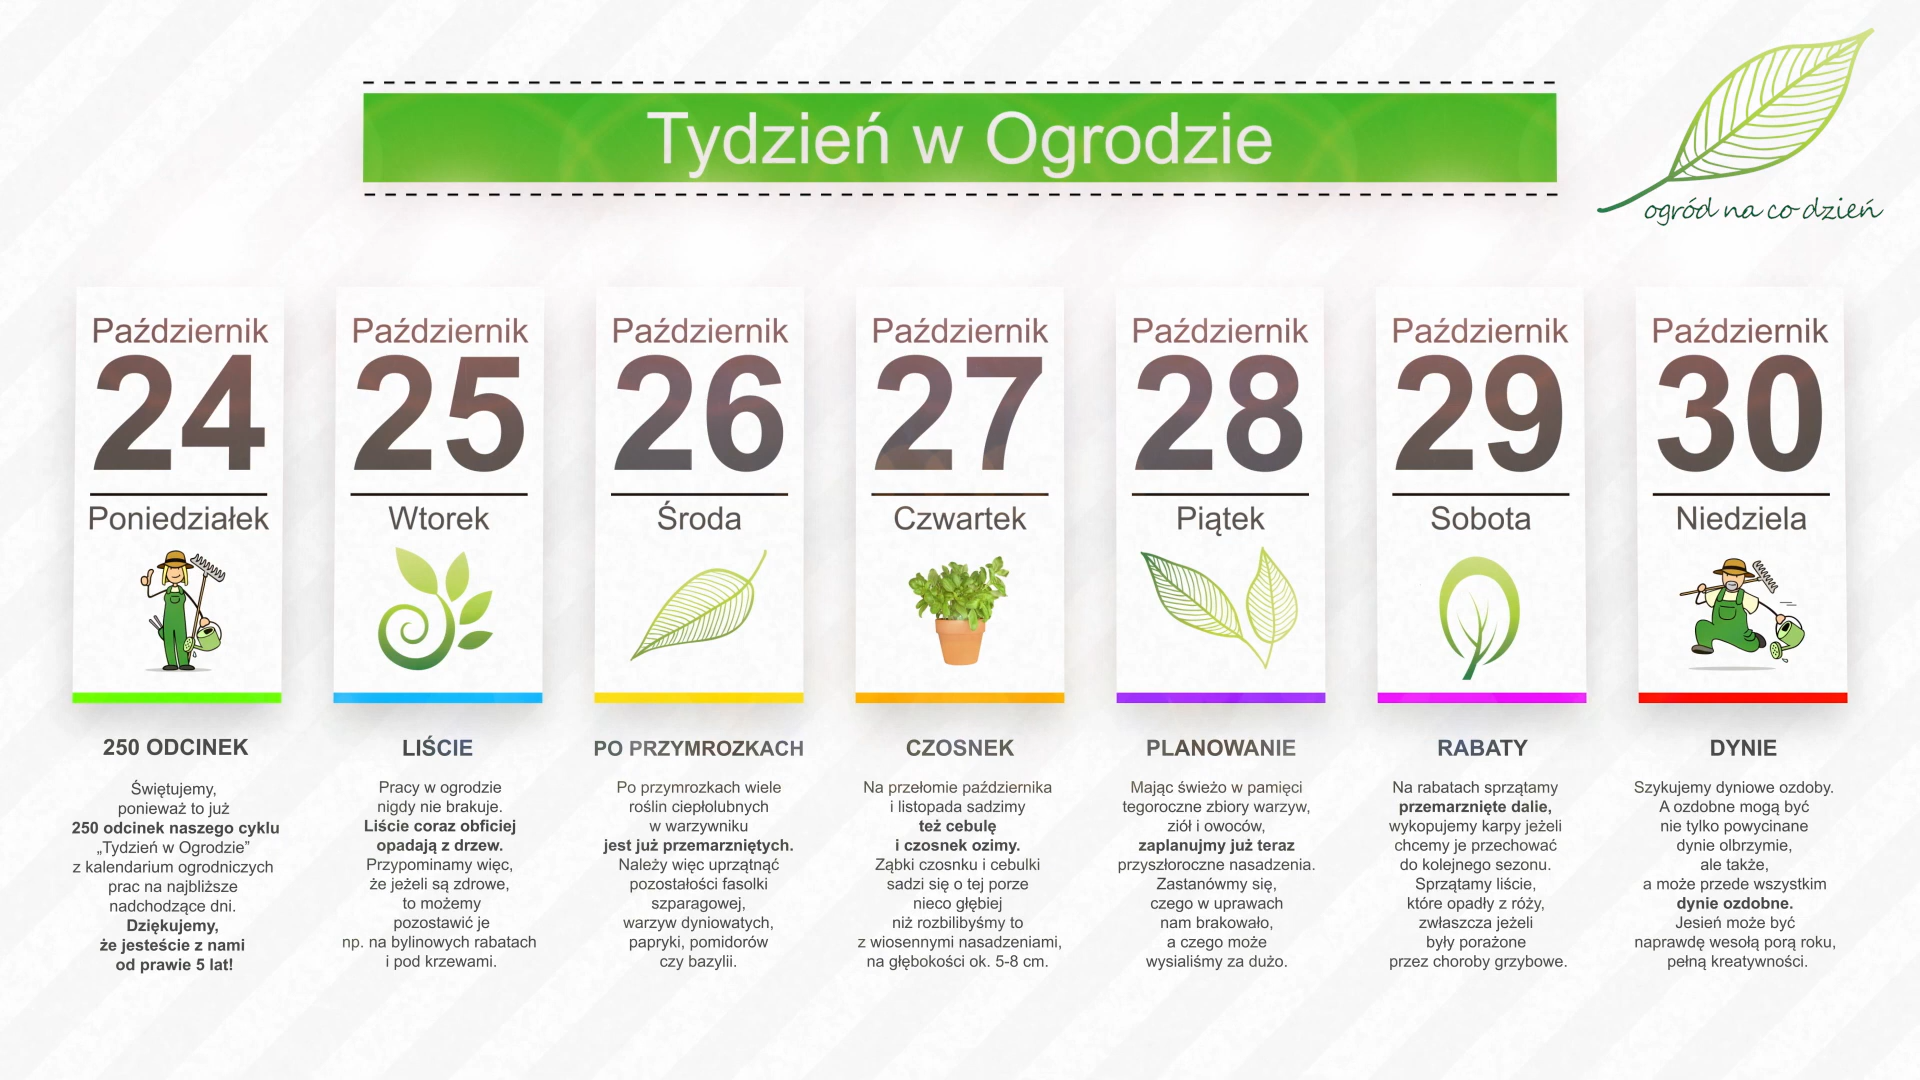 Tydzień w Ogrodzie
ogród na co dzień
Październik
24
Poniedziałek
250 ODCINEK
Świętujemy,
ponieważ to już
250 odcinek naszego cyklu
„Tydzień w Ogrodzie”
z kalendarium ogrodniczych
prac na najbliższe
nadchodzące dni.
Dziękujemy,
że jesteście z nami
od prawie 5 lat!
Październik
25
Wtorek
LIŚCIE
Pracy w ogrodzie
nigdy nie brakuje.
Liście coraz obficiej
opadają z drzew.
Przypominamy więc,
że jeżeli są zdrowe,
to możemy
pozostawić je
np. na bylinowych rabatach
i pod krzewami.
Październik
26
Środa
PO PRZYMROZKACH
Po przymrozkach wiele
roślin ciepłolubnych
w warzywniku
jest już przemarzniętych.
Należy więc uprzątnąć
pozostałości fasolki
szparagowej,
warzyw dyniowatych,
papryki, pomidorów
czy bazylii.
Październik
27
Czwartek
CZOSNEK
Na przełomie października
i listopada sadzimy
też cebulę
i czosnek ozimy.
Ząbki czosnku i cebulki
sadzi się o tej porze
nieco głębiej
niż rozbilibyśmy to
z wiosennymi nasadzeniami,
na głębokości ok. 5-8 cm.
Październik
28
Piątek
PLANOWANIE
Mając świeżo w pamięci
tegoroczne zbiory warzyw,
ziół i owoców,
zaplanujmy już teraz
przyszłoroczne nasadzenia.
Zastanówmy się,
czego w uprawach
nam brakowało,
a czego może
wysialiśmy za dużo.
Październik
29
Sobota
RABATY
Na rabatach sprzątamy
przemarznięte dalie,
wykopujemy karpy jeżeli
chcemy je przechować
do kolejnego sezonu.
Sprzątamy liście,
które opadły z róży,
zwłaszcza jeżeli
były porażone
przez choroby grzybowe.
Październik
30
Niedziela
DYNIE
Szykujemy dyniowe ozdoby.
A ozdobne mogą być
nie tylko powycinane
dynie olbrzymie,
ale także,
a może przede wszystkim
dynie ozdobne.
Jesień może być
naprawdę wesołą porą roku,
pełną kreatywności.